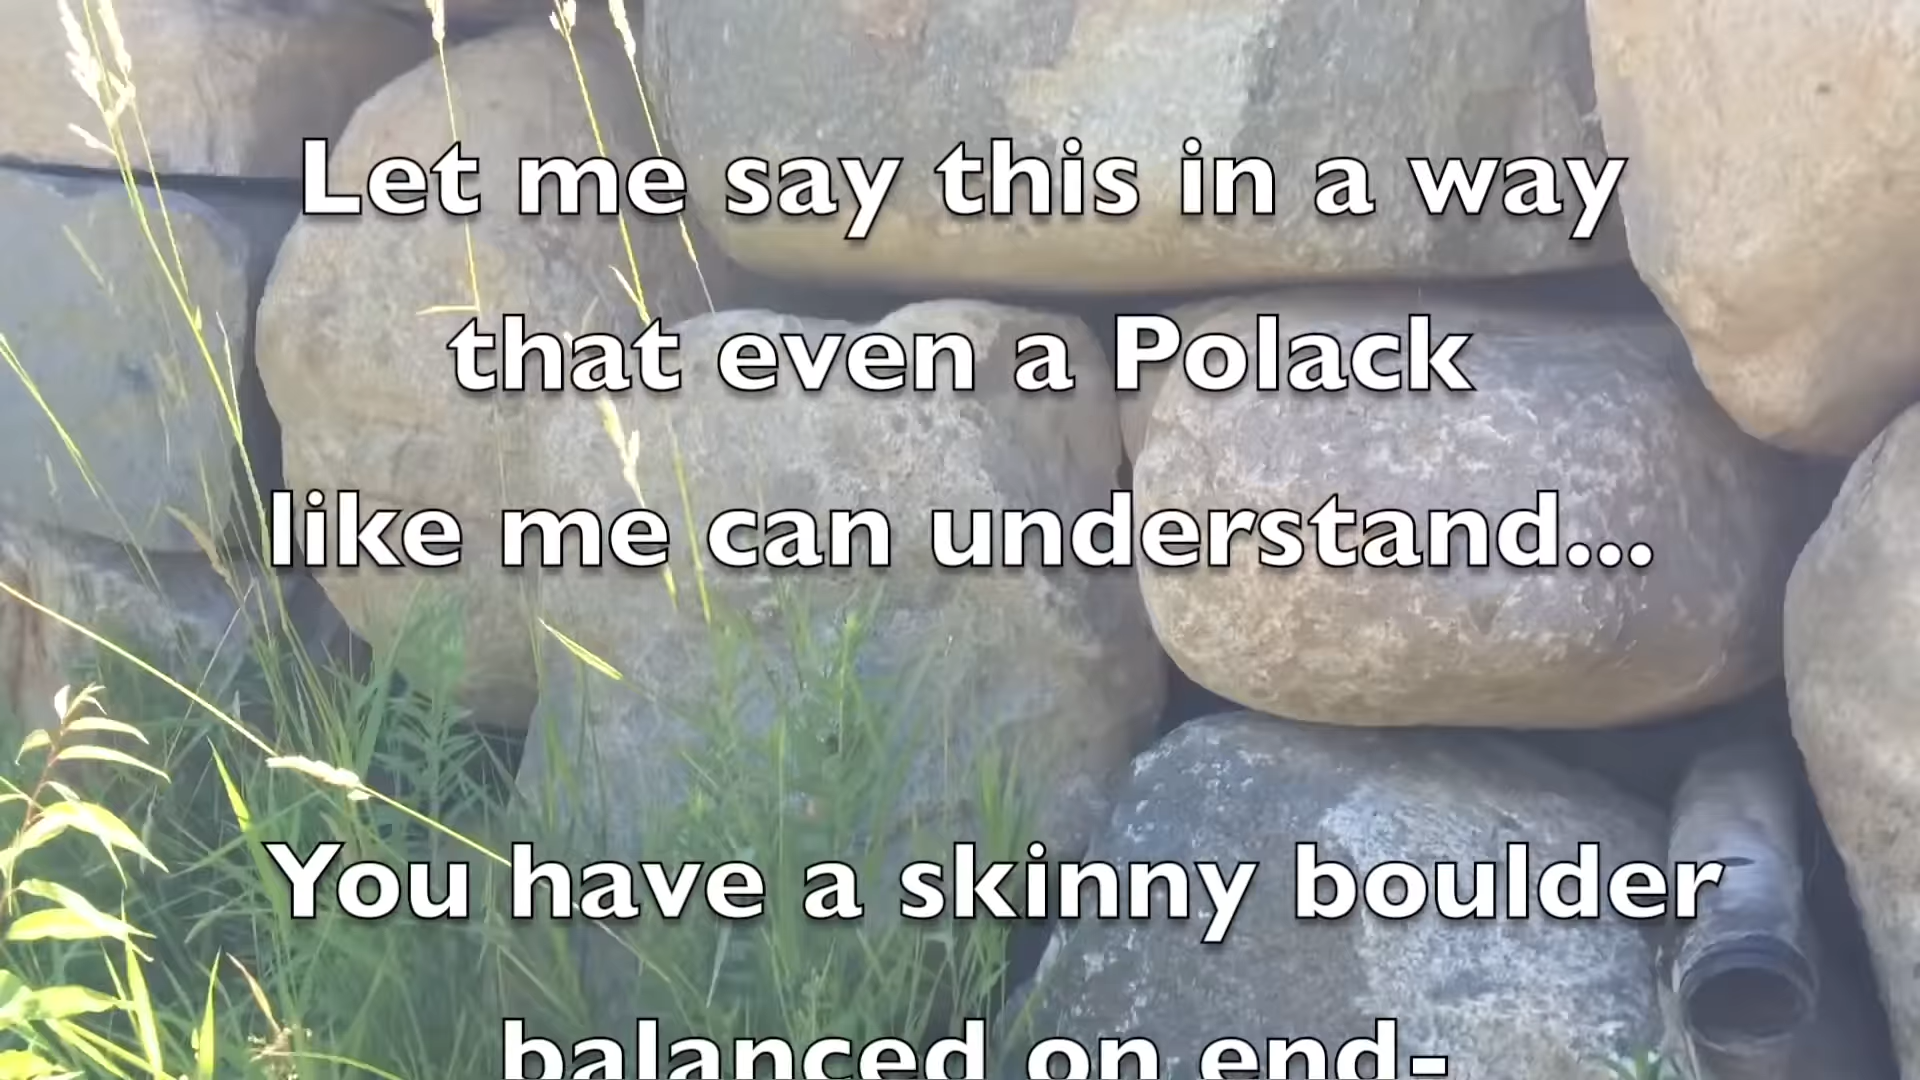 Let me say this in a way
that even a Polack
like me can understand...
You have a skinny boulder
balanced on end-